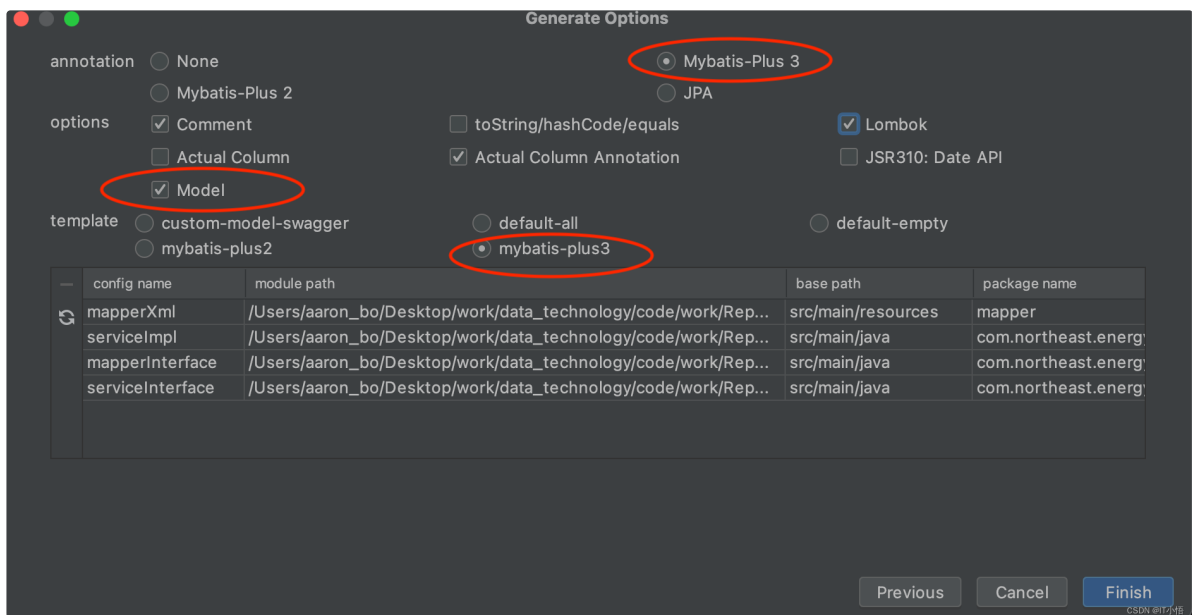 Generate Options
annotation None Mybatis-Plus 3
Mybatis-Plus 2 JPA
options Comment toString/hashCode/equals Lombok
Actual Column Actual Column Annotation JSR310: Date API
Model
template custom-model-swagger default-all default-empty
mybatis-plus2 mybatis-plus3
config name module path base path package name
mapperXml /Users/aaron_bo/Desktop/work/data_technology/code/work/Rep... src/main/resources mapper
serviceImpl /Users/aaron_bo/Desktop/work/data_technology/code/work/Rep... src/main/java com.northeast.energy
mapperInterface /Users/aaron_bo/Desktop/work/data_technology/code/work/Rep... src/main/java com.northeast.energy
serviceInterface /Users/aaron_bo/Desktop/work/data_technology/code/work/Rep... src/main/java com.northeast.energy
Previous Cancel Finish
CSDN @IT小悟